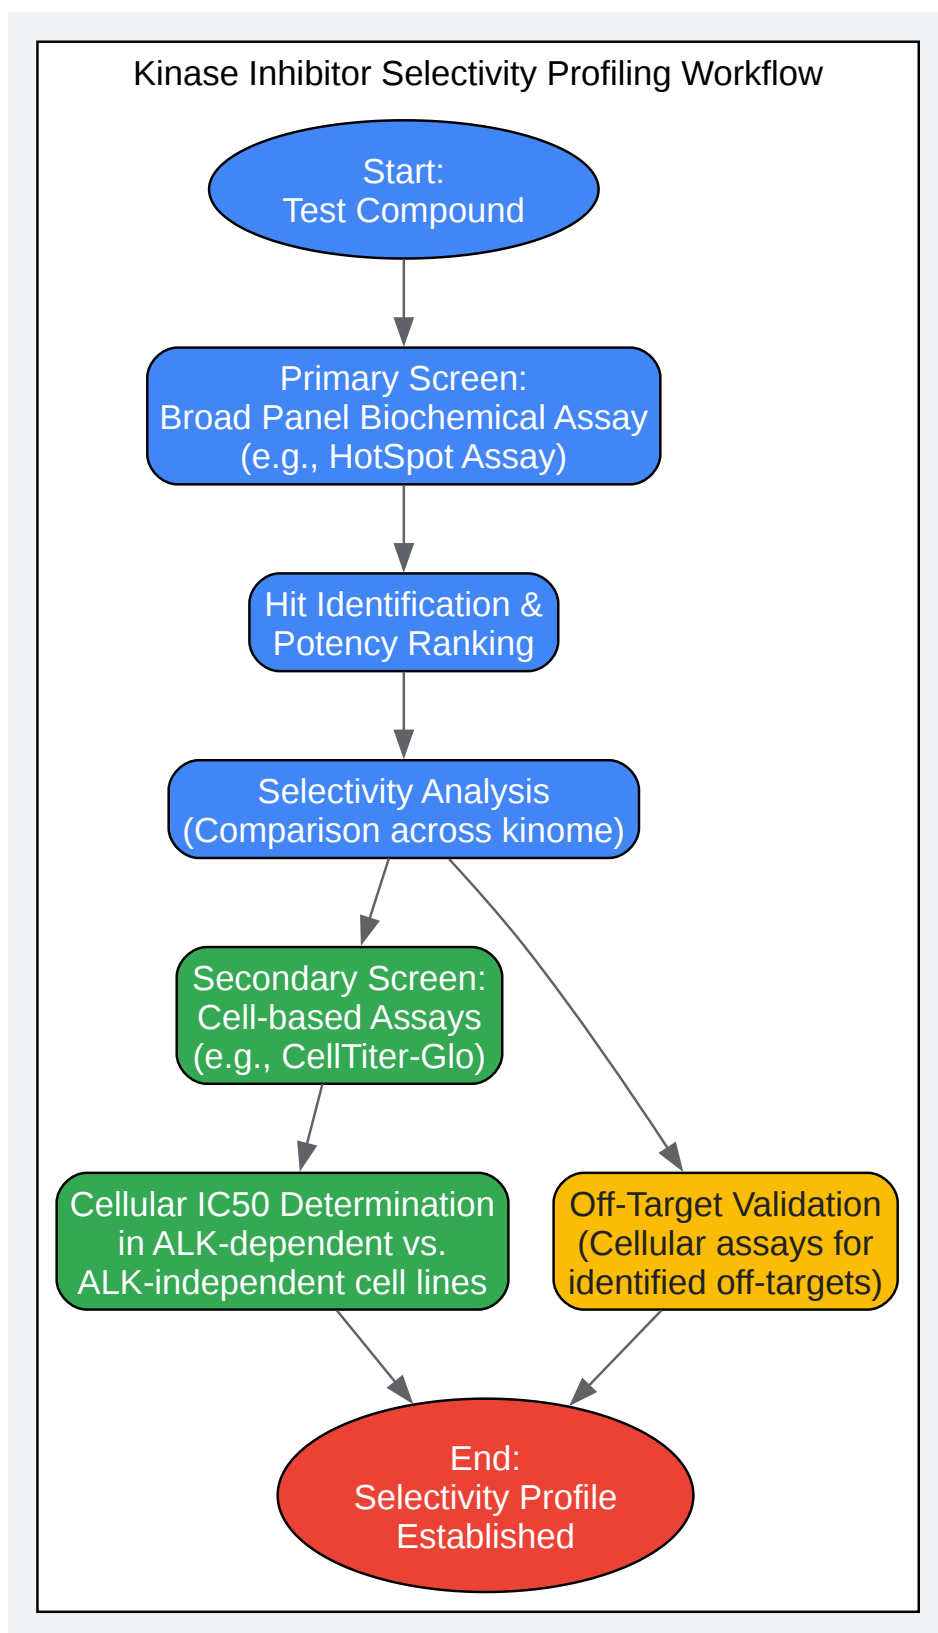 Kinase Inhibitor Selectivity Profiling Workflow
Start:
Test Compound
Primary Screen:
Broad Panel Biochemical Assay
(e.g., HotSpot Assay)
Hit Identification &
Potency Ranking
Selectivity Analysis
(Comparison across kinome)
Secondary Screen:
Cell-based Assays
(e.g., CellTiter-Glo)
Cellular IC50 Determination
in ALK-dependent vs.
ALK-independent cell lines
Off-Target Validation
(Cellular assays for
identified off-targets)
End:
Selectivity Profile
Established